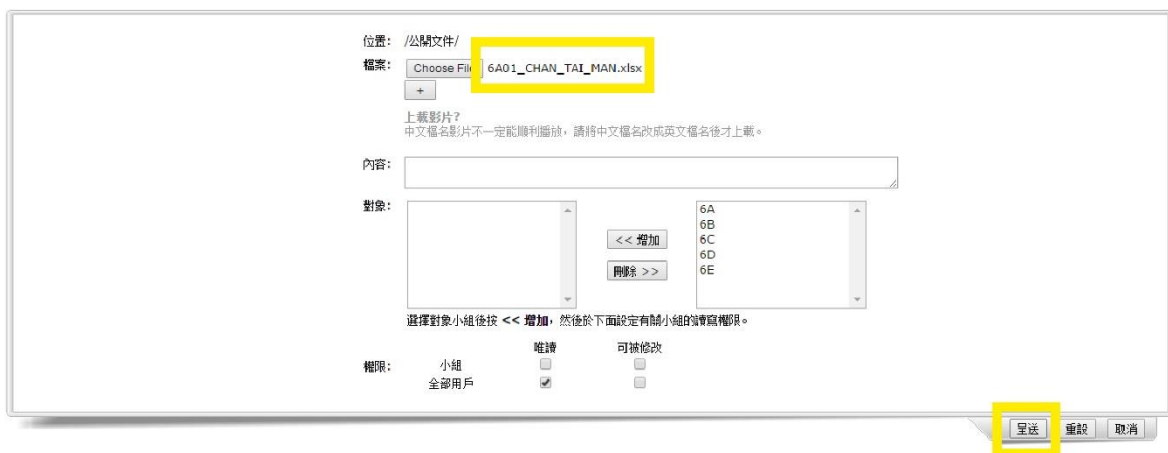 位置: /公開文件/
檔案: Choose File 6A01_CHAN_TAI_MAN.xlsx
+
上載影片?
中文檔名影片不一定能順利播放，請將中文檔名改成英文檔名後才上載。
內容:
對象:
6A
6B
<< 增加 6C
6D
刪除 >> 6E
選擇對象小組後按 << 增加，然後於下面設定有關小組的讀寫權限。
唯讀 可被修改
權限: 小組
全部用戶
呈送 重設 取消